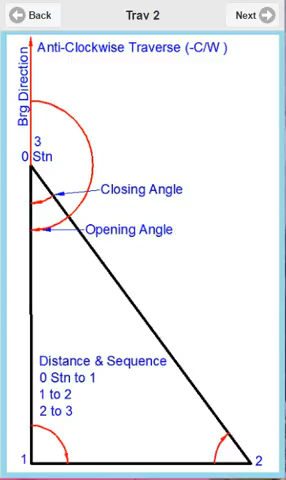 Back
Trav 2
Next
Anti-Clockwise Traverse (-C/W )
Brg Direction
3
0 Stn
Closing Angle
Opening Angle
Distance & Sequence
0 Stn to 1
1 to 2
2 to 3
1
2